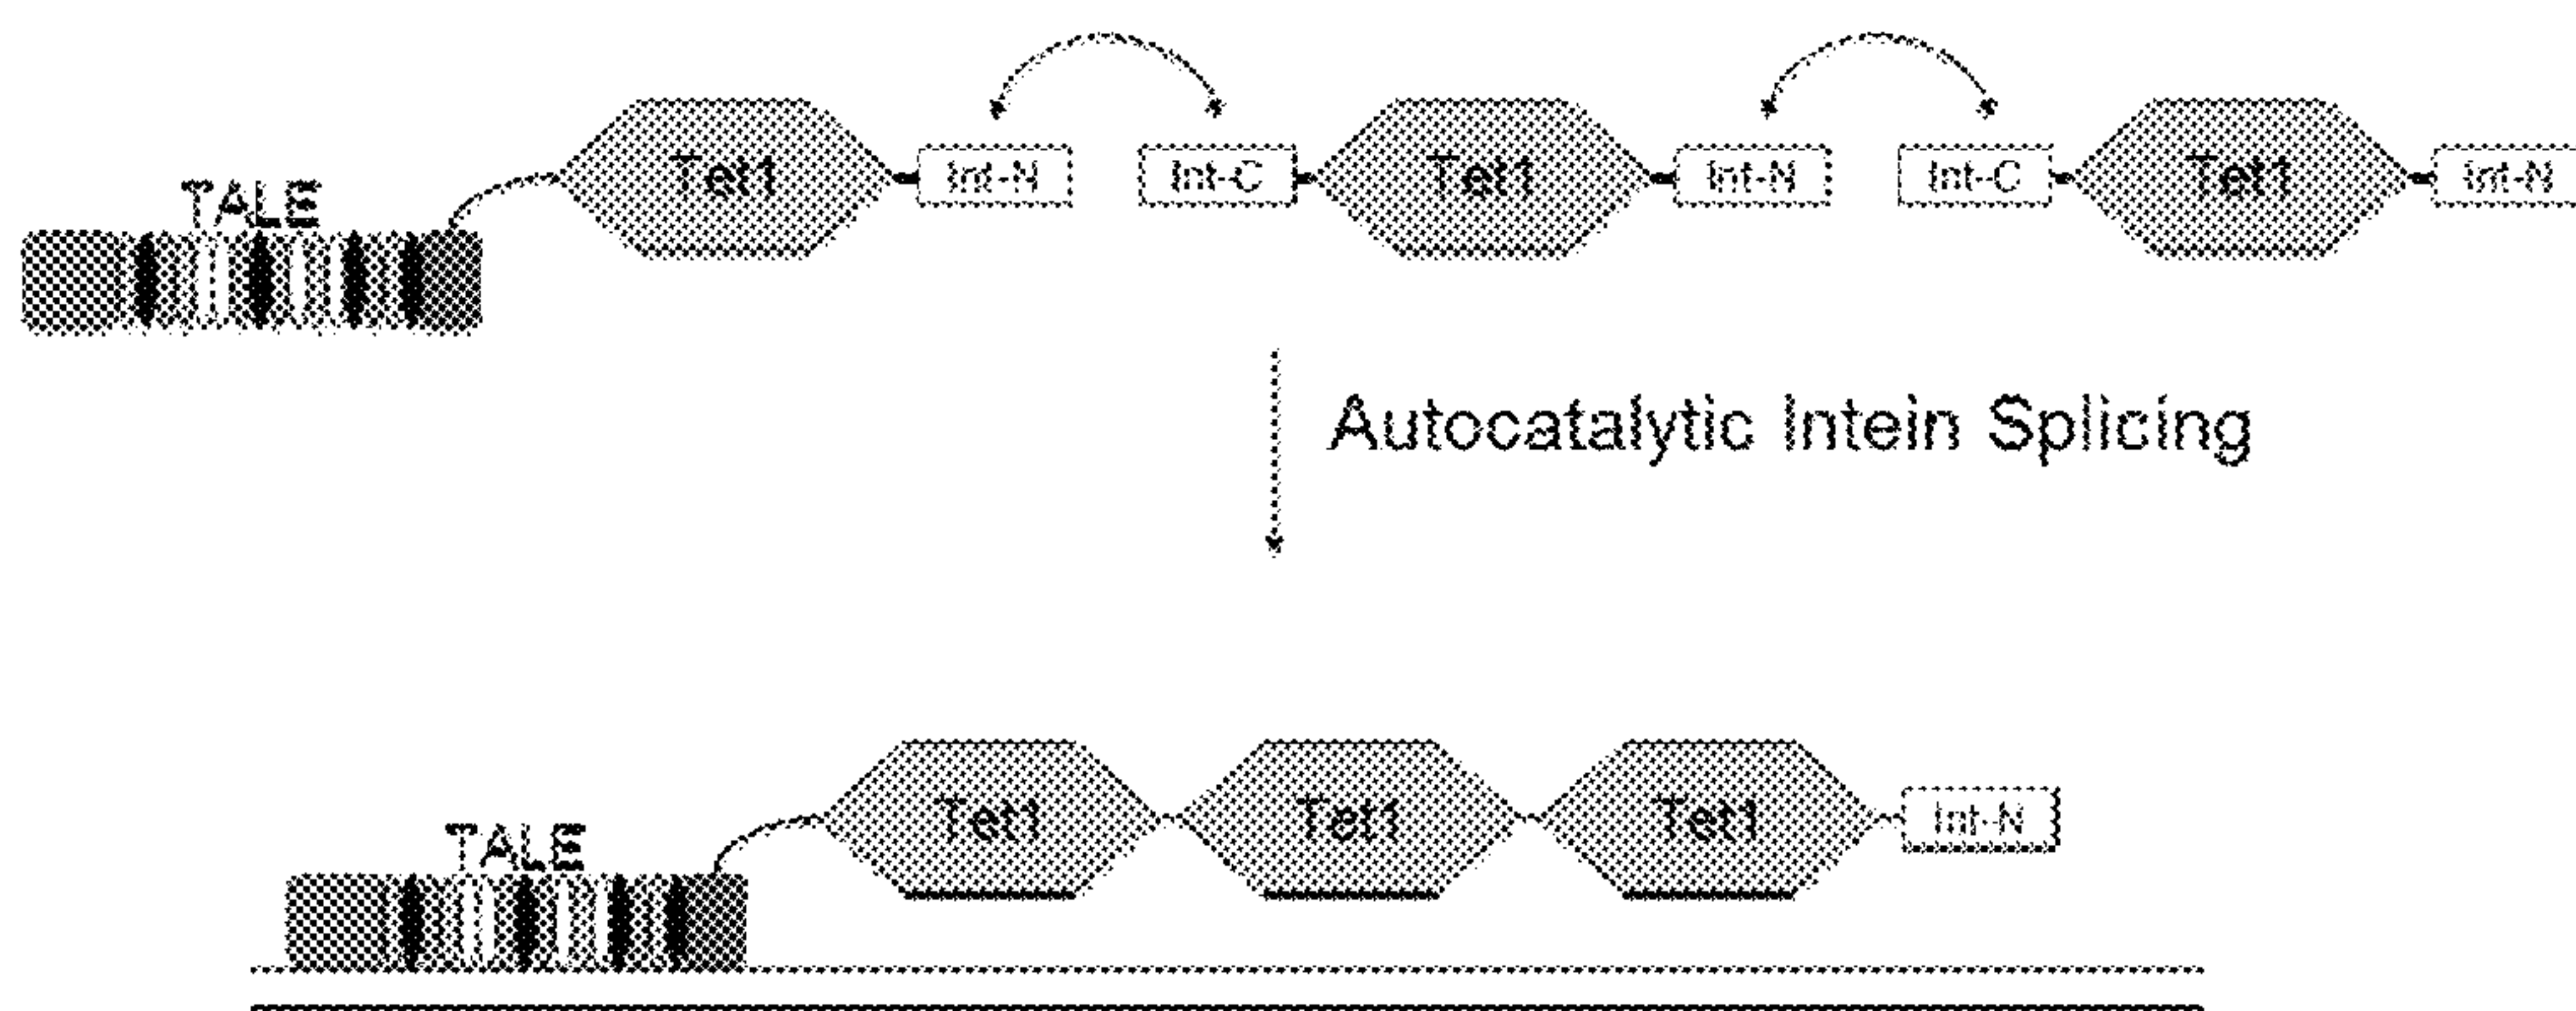 TALE
Tet1 Int-N Int-C Tet1 Int-N Int-C Tet1 Int-N
Autocatalytic Intein Splicing
TALE
Tet1 Tet1 Tet1 Int-N